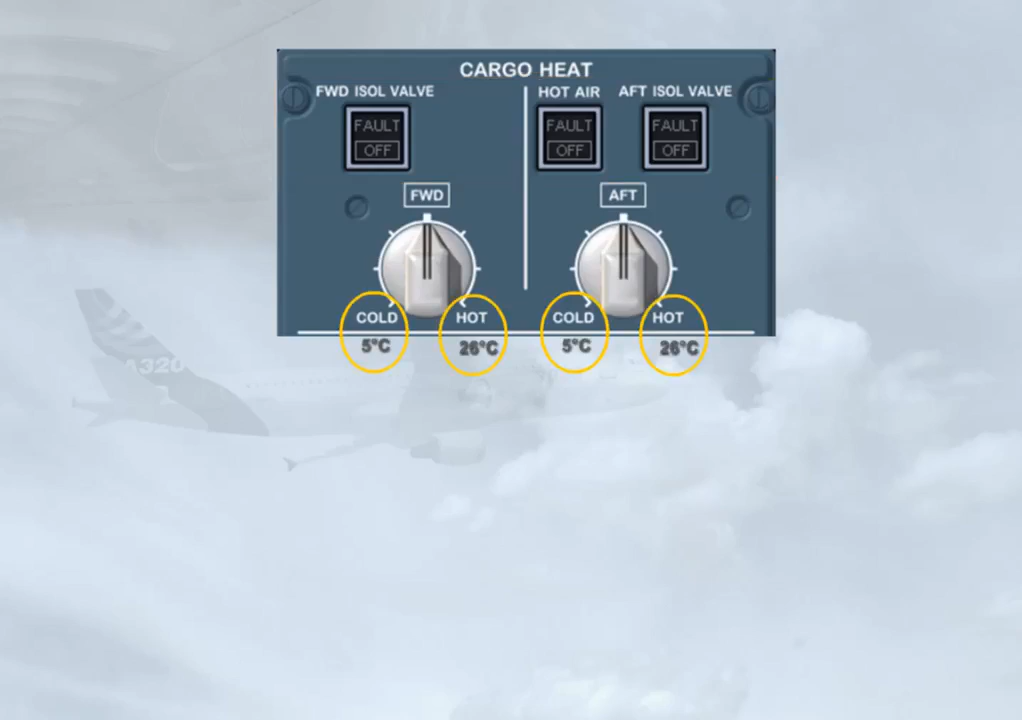 CARGO HEAT
FWD ISOL VALVE HOT AIR AFT ISOL VALVE
FAULT FAULT FAULT
OFF OFF OFF
FWD AFT
COLD HOT COLD HOT
5°C 26°C 5°C 26°C
A320